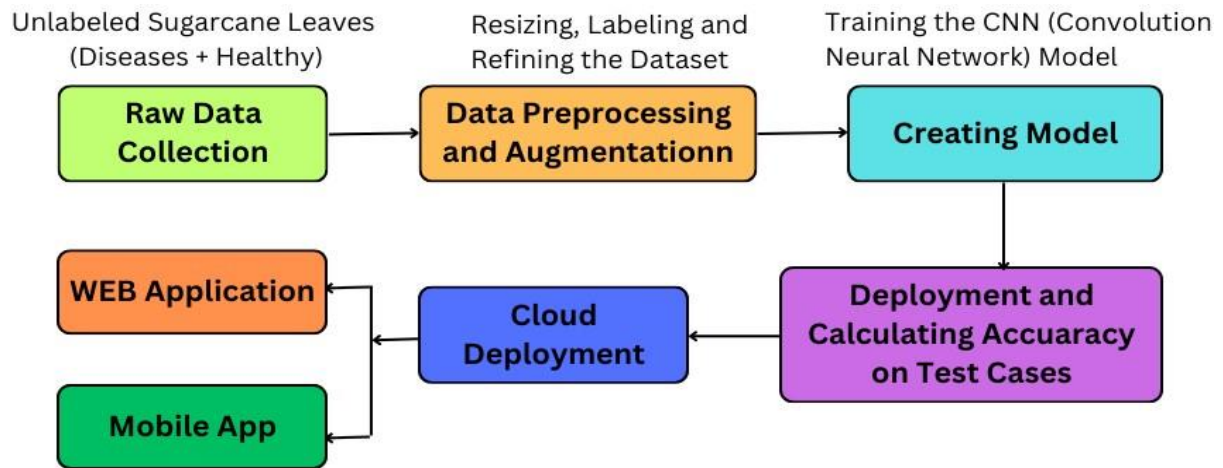 Unlabeled Sugarcane Leaves
(Diseases + Healthy)
Resizing, Labeling and
Refining the Dataset
Training the CNN (Convolution
Neural Network) Model
Raw Data
Collection
Data Preprocessing
and Augmentationn
Creating Model
WEB Application
Mobile App
Cloud
Deployment
Deployment and
Calculating Accuaracy
on Test Cases